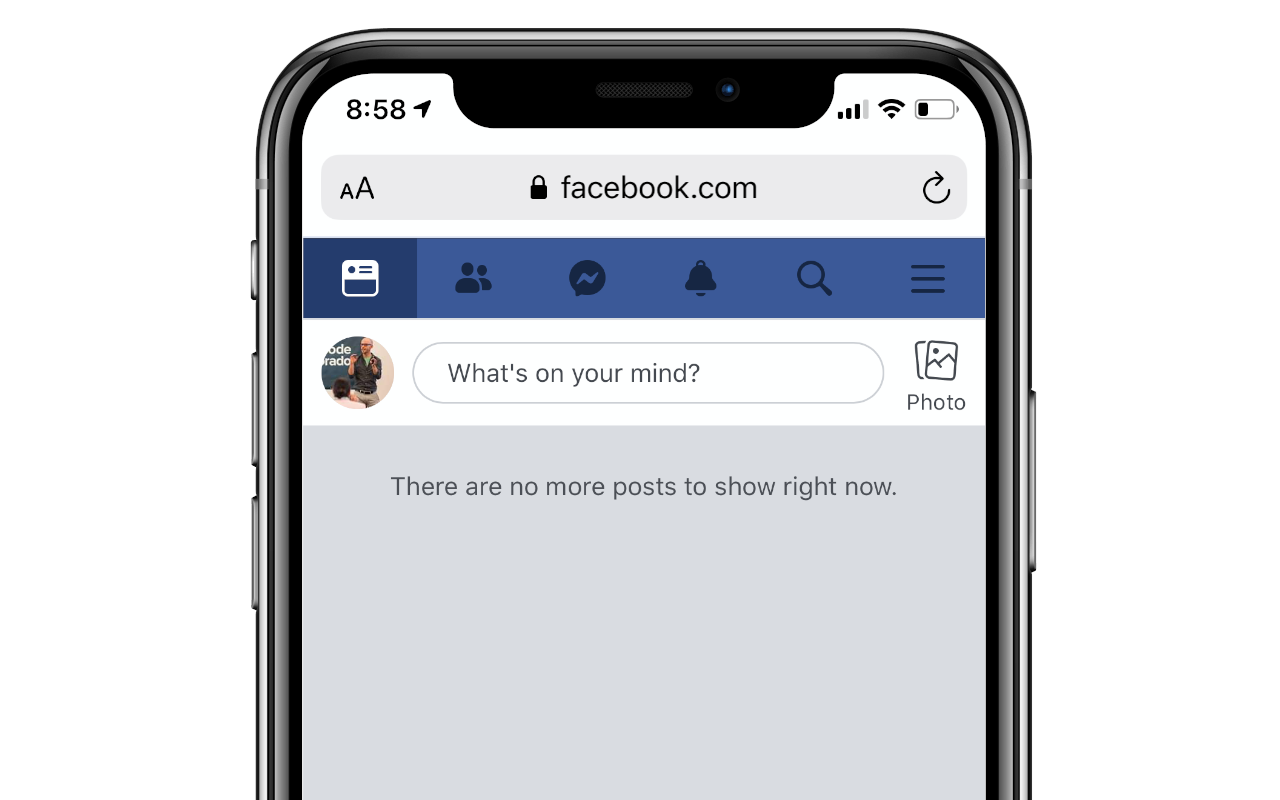 8:58
AA
facebook.com
What's on your mind?
Photo
There are no more posts to show right now.